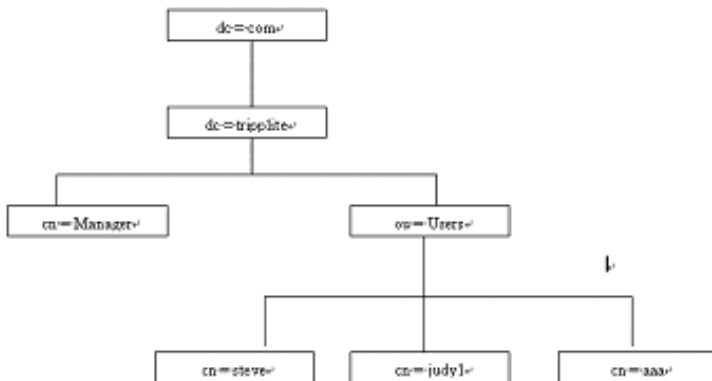 dc=com
dc=tripplite
cn=Manager
ou=Users
cn=steve
cn=judy1
cn=aaa